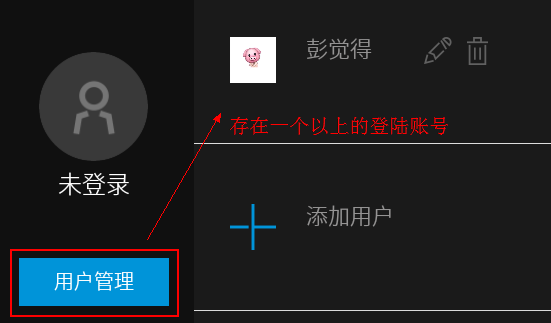 彭觉得
存在一个以上的登陆账号
未登录
添加用户
用户管理